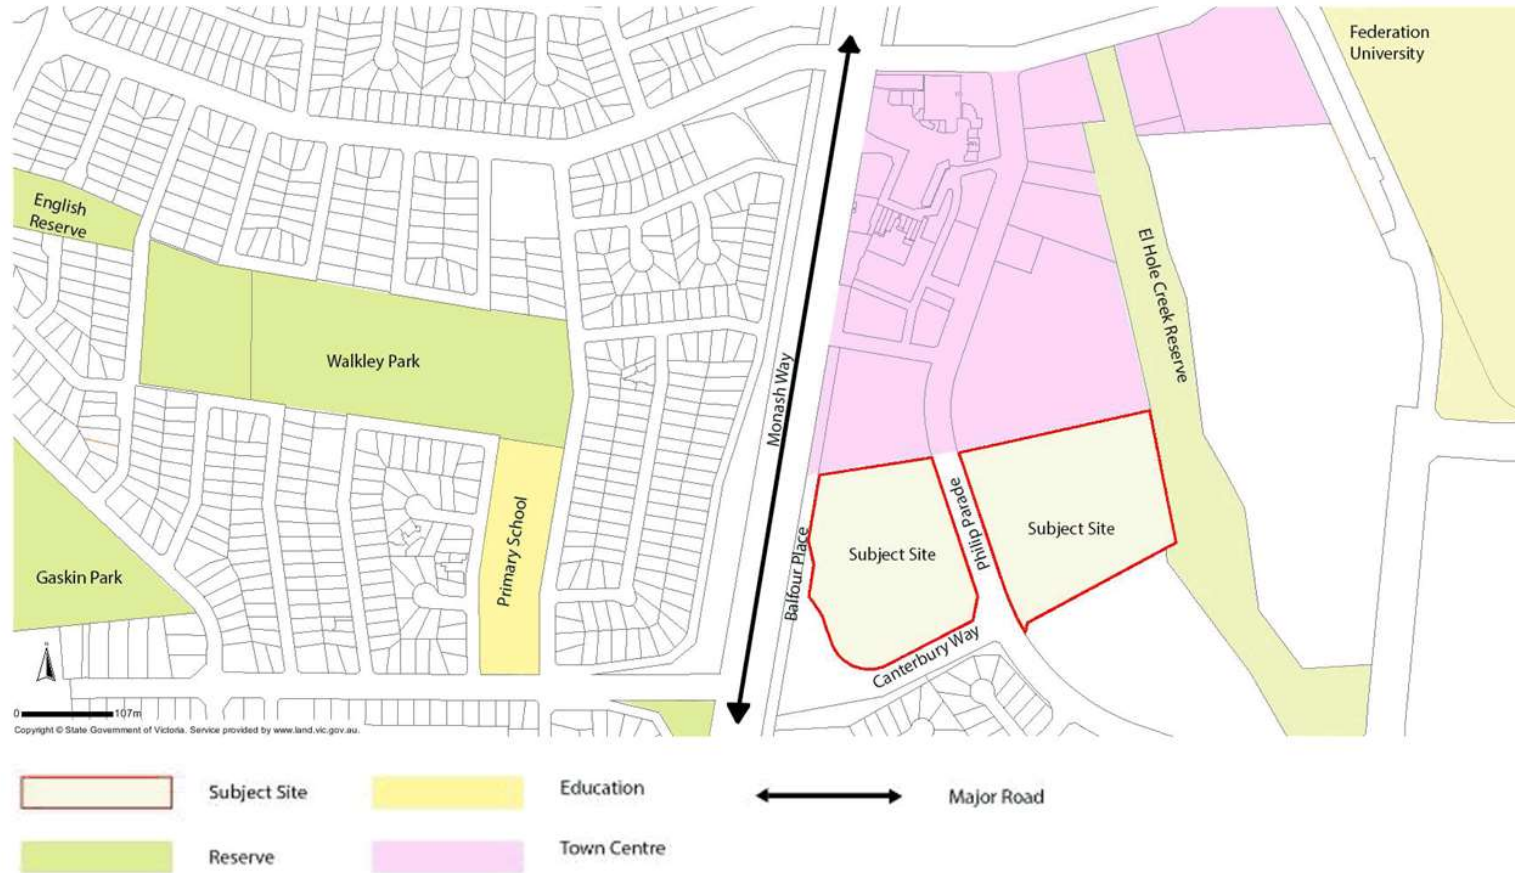 Federation
University
English
Reserve
El Hole Creek Reserve
Walkley Park
Monash Way
Primary School
Philip Parade
Subject Site
Subject Site
Balfour Place
Gaskin Park
Canterbury Way
0
107m
Copyright © State Government of Victoria. Service provided by www.land.vic.gov.au.
Subject Site
Education
Major Road
Reserve
Town Centre